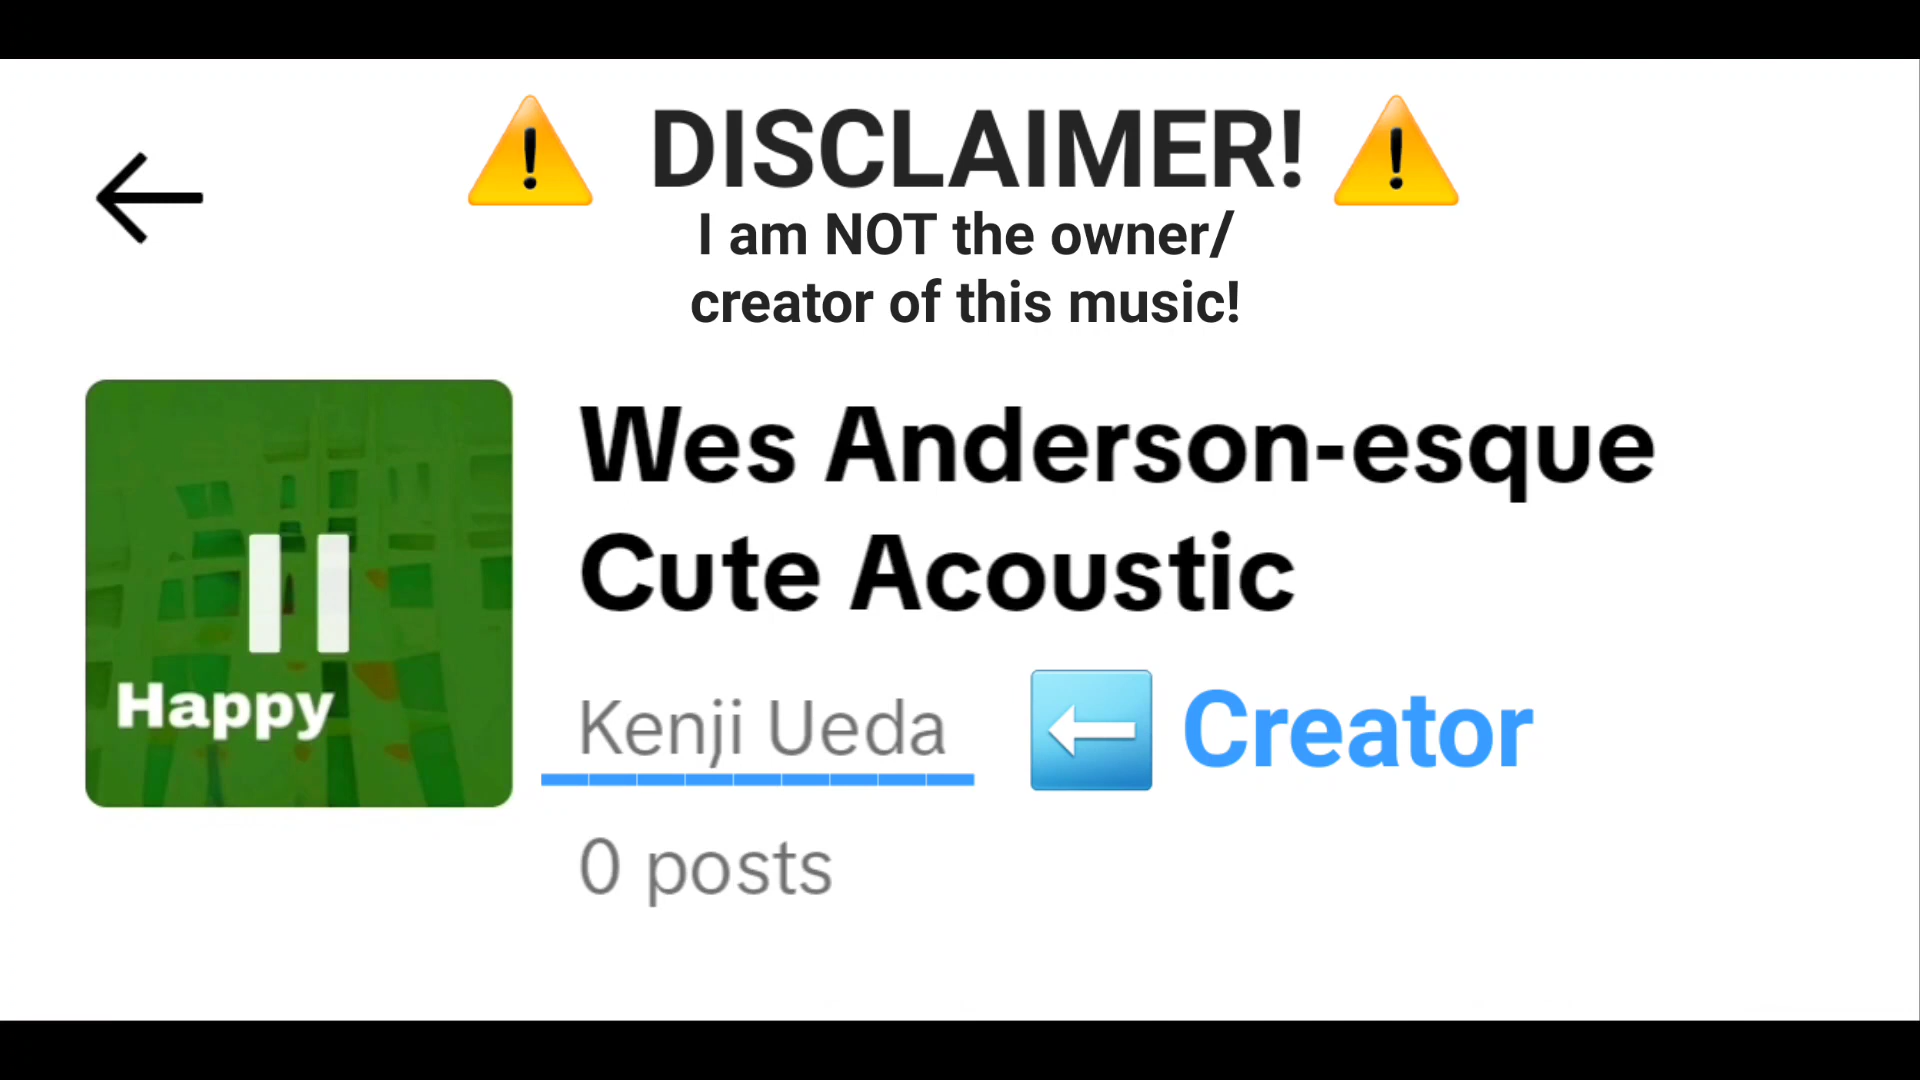 ⚠️ DISCLAIMER! ⚠️
I am NOT the owner/
creator of this music!
Wes Anderson-esque
Cute Acoustic
Happy
Kenji Ueda ⬅️ Creator
0 posts